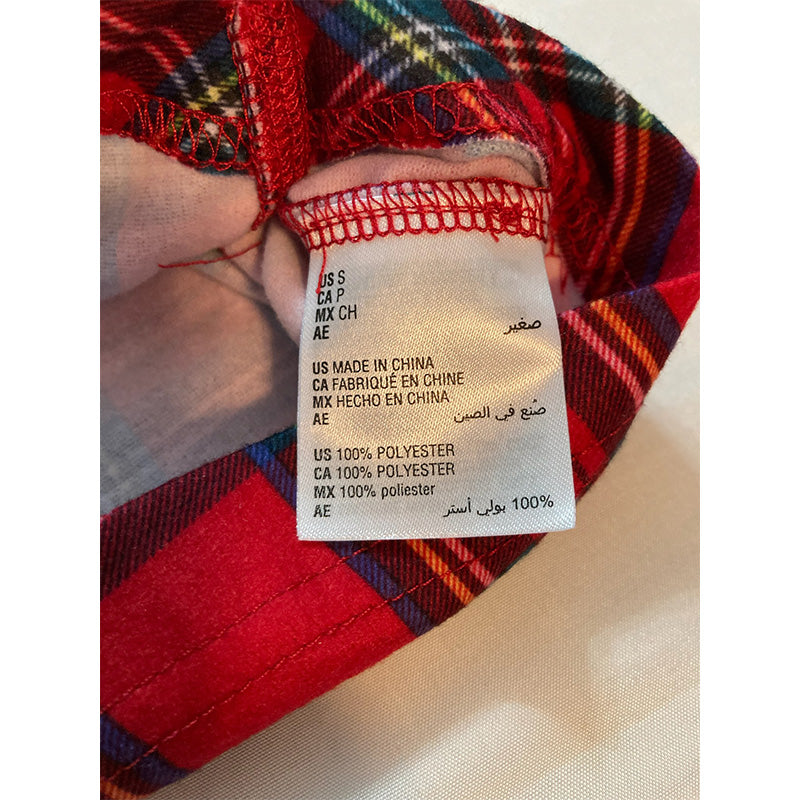 US S
CA P
MX CH
AE صغير
US MADE IN CHINA
CA FABRIQUÉ EN CHINE
MX HECHO EN CHINA
AE صُنع في الصين
US 100% POLYESTER
CA 100% POLYESTER
MX 100% poliester
AE 100% بولي أستر